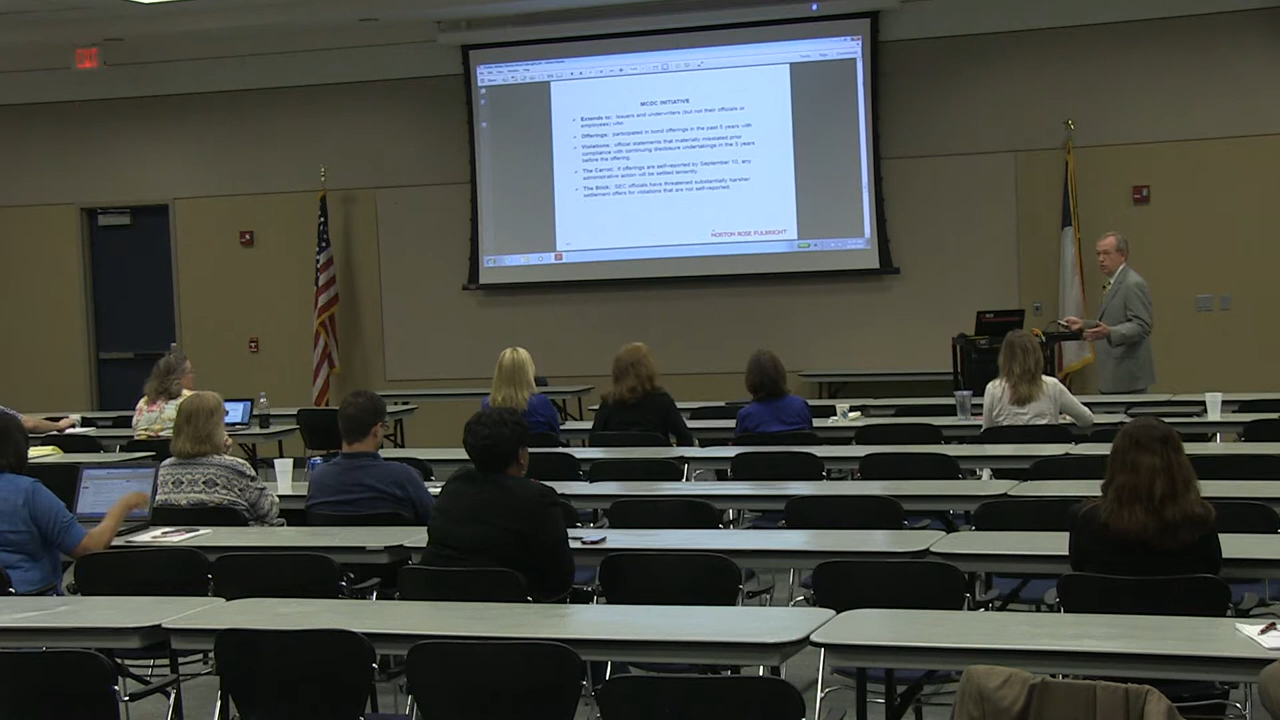 EXIT
MCDC INITIATIVE
Extends to: Issuers and underwriters (but not their officials or
employees) who
Offerings: participated in bond offerings in the past 5 years with
Violations: official statements that materially misstated prior
compliance with continuing disclosure undertakings in the 5 years
before the offering.
The Carrot: If offerings are self-reported by September 10, any
administrative action will be settled leniently.
The Stick: SEC officials have threatened substantially harsher
settlement offers for violations that are not self-reported.
NORTON ROSE FULBRIGHT